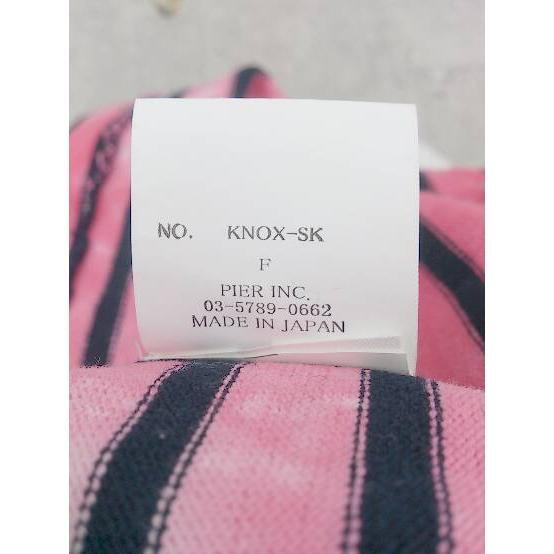 NO. KNOX-SK
F
PIER INC.
03-5789-0662
MADE IN JAPAN